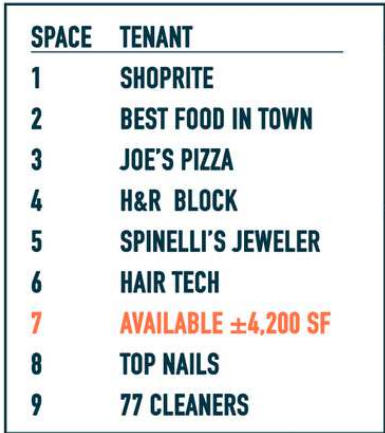 SPACE TENANT
1 SHOPRITE
2 BEST FOOD IN TOWN
3 JOE'S PIZZA
4 H&R BLOCK
5 SPINELLI'S JEWELER
6 HAIR TECH
7 AVAILABLE ±4,200 SF
8 TOP NAILS
9 77 CLEANERS